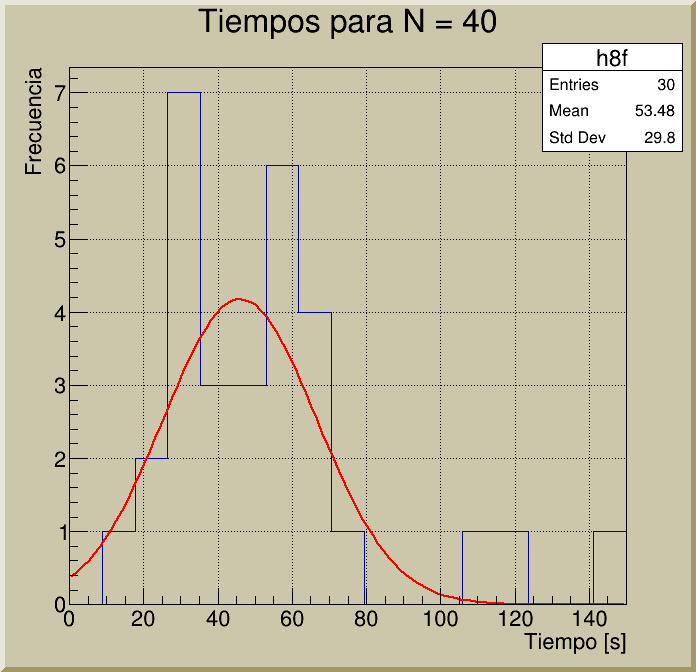 Tiempos para N = 40
h8f
Entries 30
Mean 53.48
Std Dev 29.8
Frecuencia
7
6
5
4
3
2
1
0
0 20 40 60 80 100 120 140
Tiempo [s]